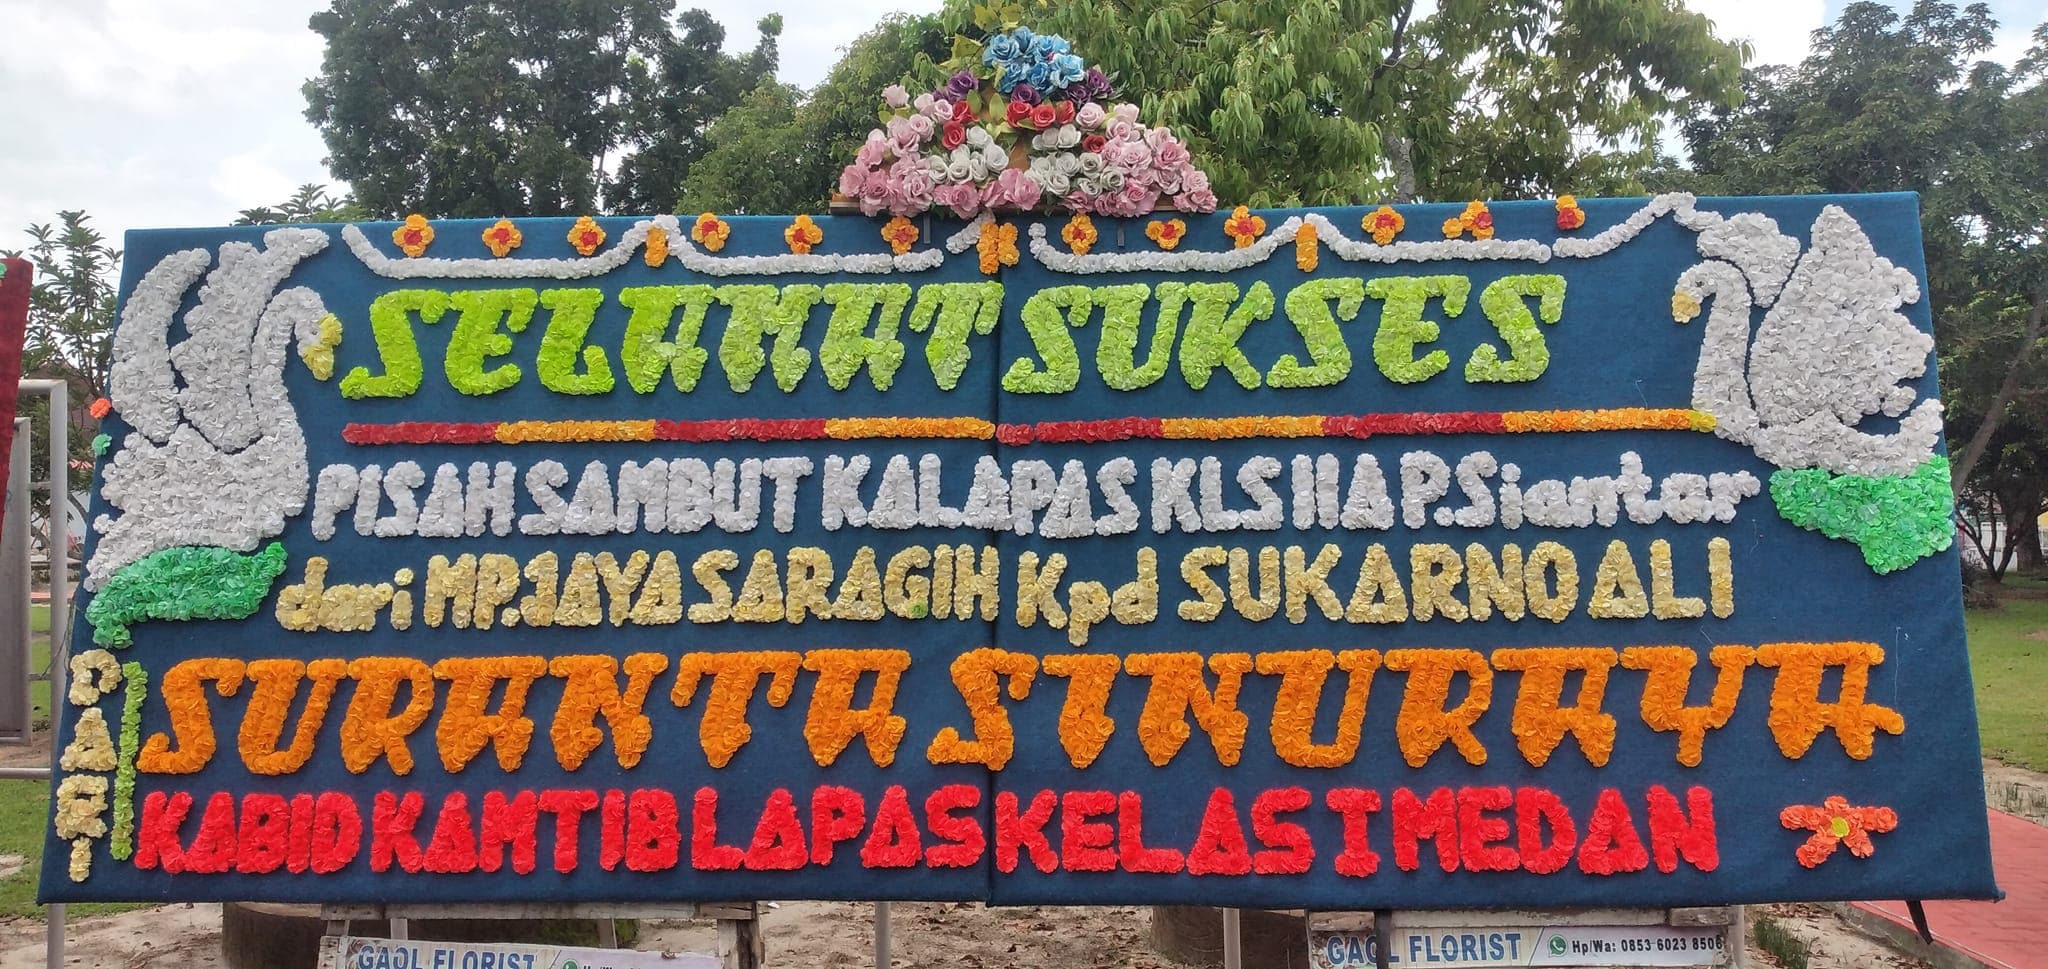 SELAMAT SUKSES
PISAH SAMBUT KALAPAS KLS IIA P.Siantar
dari MP.JAYA SARAGIH Kpd SUKARNO ALI
DARI
SURANTA SINURAYA
KABID KAMTIB LAPAS KELAS I MEDAN
GAOL FLORIST
GAOL FLORIST Hp/Wa: 0853 6023 8506